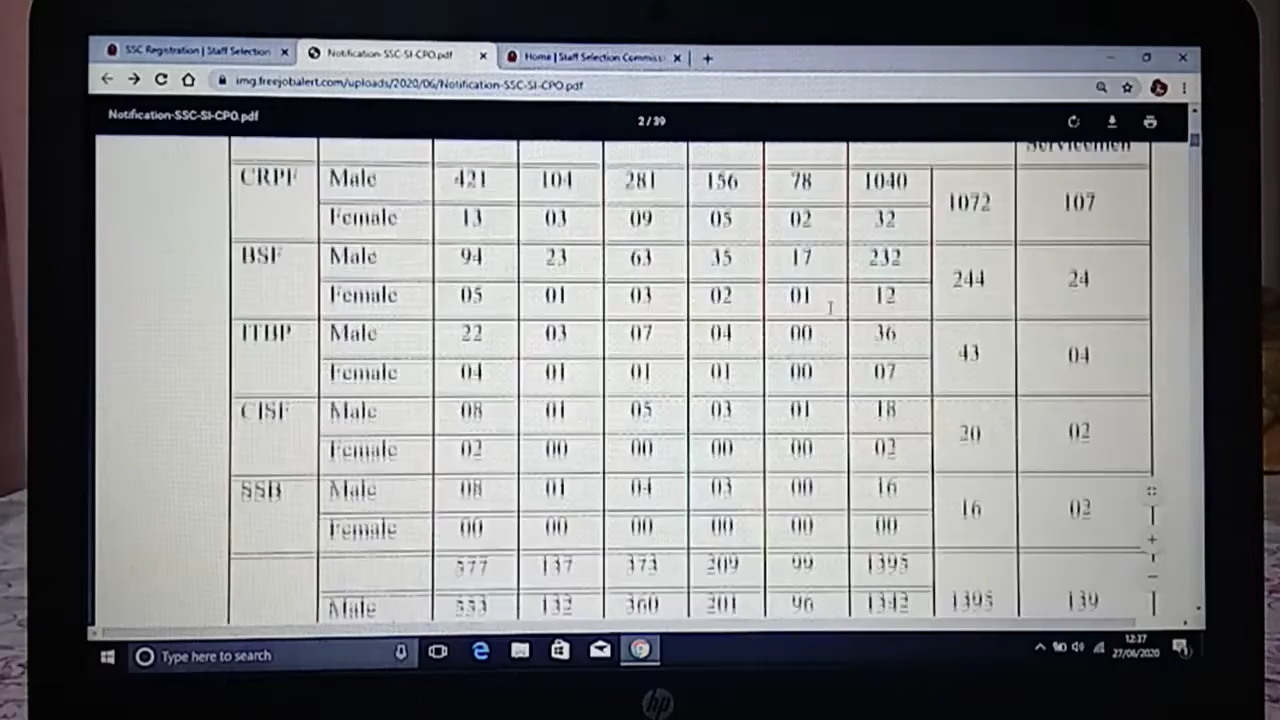 SSC Registration | Staff Selection
Notification-SSC-SI-CPO.pdf
Home | Staff Selection Commiss
img.freejobalert.com/uploads/2020/06/Notification-SSC-SI-CPO.pdf
Notification-SSC-SI-CPO.pdf
2 / 39
Servicemen
CRPF Male 421 104 281 156 78 1040 1072 107
Female 13 03 09 05 02 32
BSF Male 94 23 63 35 17 232 244 24
Female 05 01 03 02 01 12
ITBP Male 22 03 07 04 00 36 43 04
Female 04 01 01 01 00 07
CISF Male 08 01 05 03 01 18 20 02
Female 02 00 00 00 00 02
SSB Male 08 01 04 03 00 16 16 02
Female 00 00 00 00 00 00
577 137 373 209 99 1395 1395 139
Male 553 132 360 201 96 1342
Type here to search
12:37
27/06/2020
hp